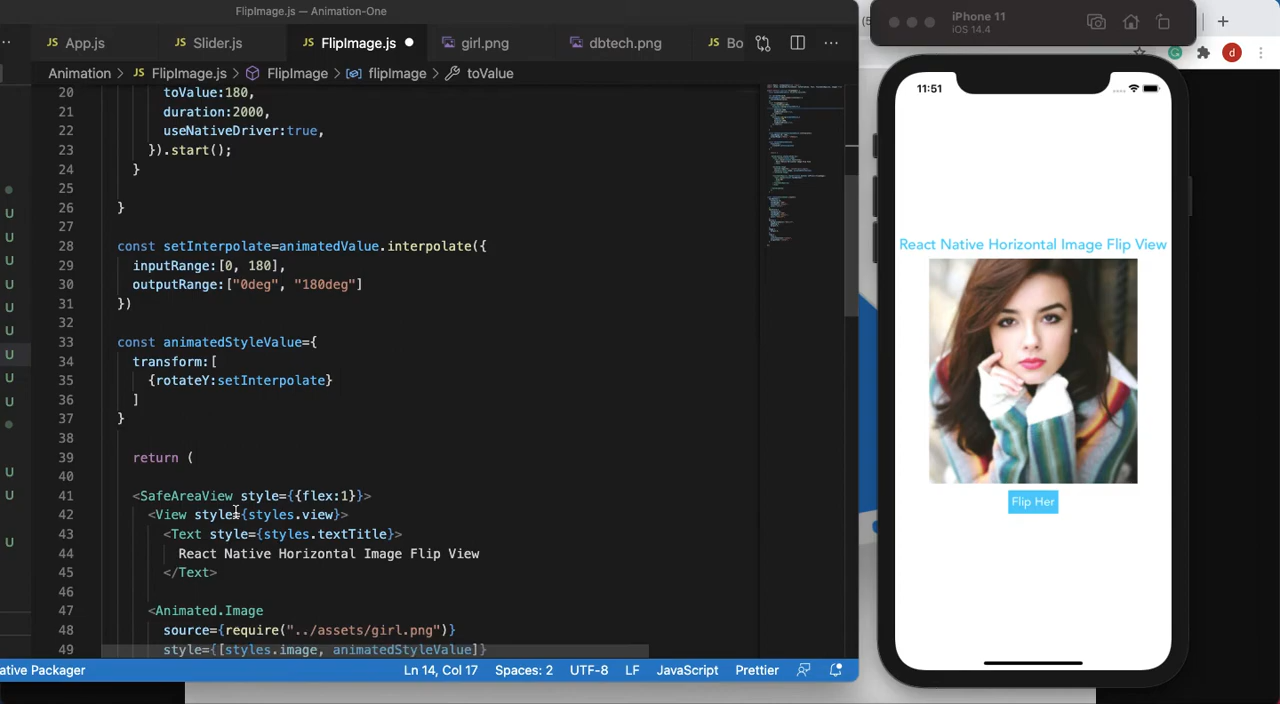 FlipImage.js — Animation-One
JS App.js
JS Slider.js
JS FlipImage.js
girl.png
dbtech.png
JS Bo
Animation > JS FlipImage.js > FlipImage > flipImage > toValue
20 toValue:180,
21 duration:2000,
22 useNativeDriver:true,
23 }).start();
24 }
25
26 }
27
28 const setInterpolate=animatedValue.interpolate({
29 inputRange:[0, 180],
30 outputRange:["0deg", "180deg"]
31 })
32
33 const animatedStyleValue={
34 transform:[
35 {rotateY:setInterpolate}
36 ]
37 }
38
39 return (
40
41 <SafeAreaView style={{flex:1}}>
42 <View style={styles.view}>
43 <Text style={styles.textTitle}>
44 React Native Horizontal Image Flip View
45 </Text>
46
47 <Animated.Image
48 source={require("../assets/girl.png")}
49 style={[styles.image, animatedStyleValue]}
U
U
U
U
U
U
U
U
U
U
U
U
ative Packager
Ln 14, Col 17
Spaces: 2
UTF-8
LF
JavaScript
Prettier
iPhone 11
iOS 14.4
d
11:51
React Native Horizontal Image Flip View
Flip Her